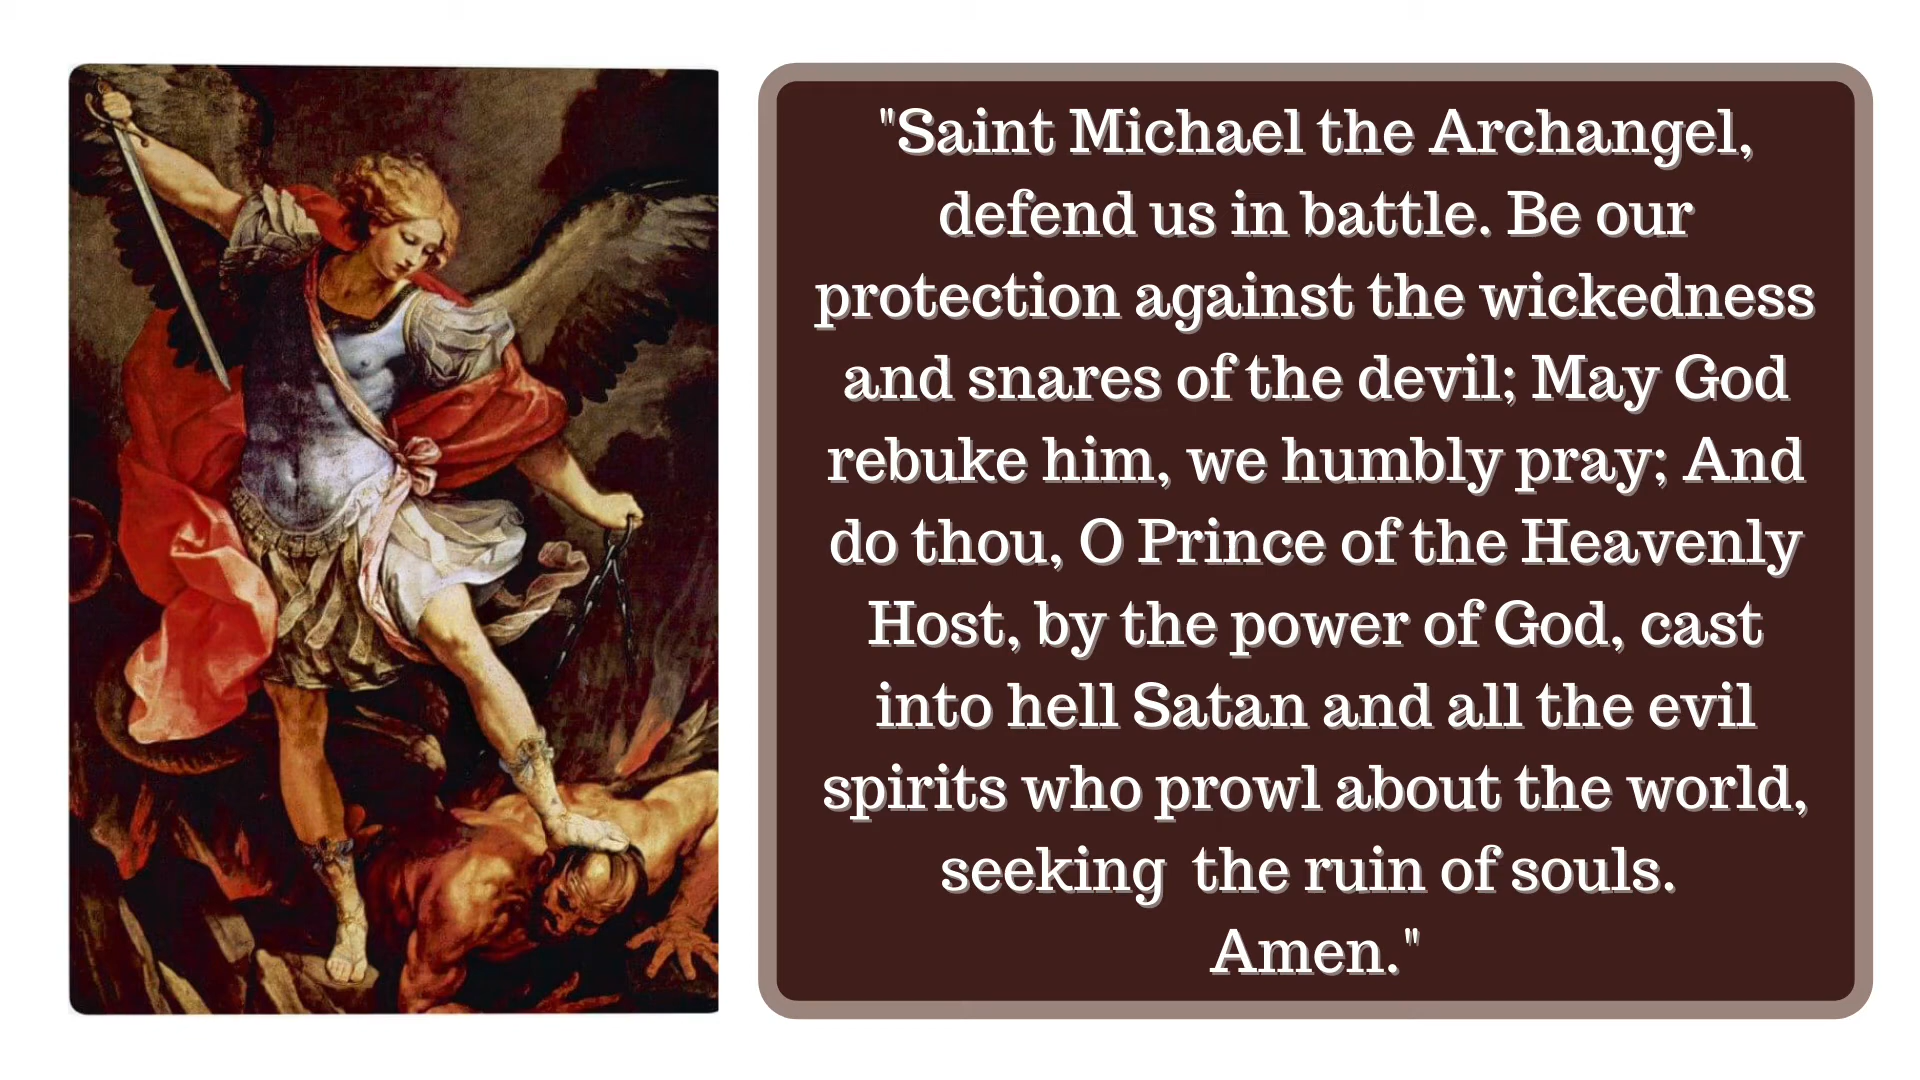 "Saint Michael the Archangel,
defend us in battle. Be our
protection against the wickedness
and snares of the devil; May God
rebuke him, we humbly pray; And
do thou, O Prince of the Heavenly
Host, by the power of God, cast
into hell Satan and all the evil
spirits who prowl about the world,
seeking  the ruin of souls.
Amen."